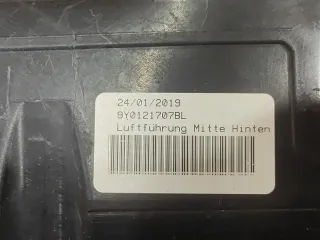 24/01/2019
9Y0121707BL
Luftführung Mitte Hinten